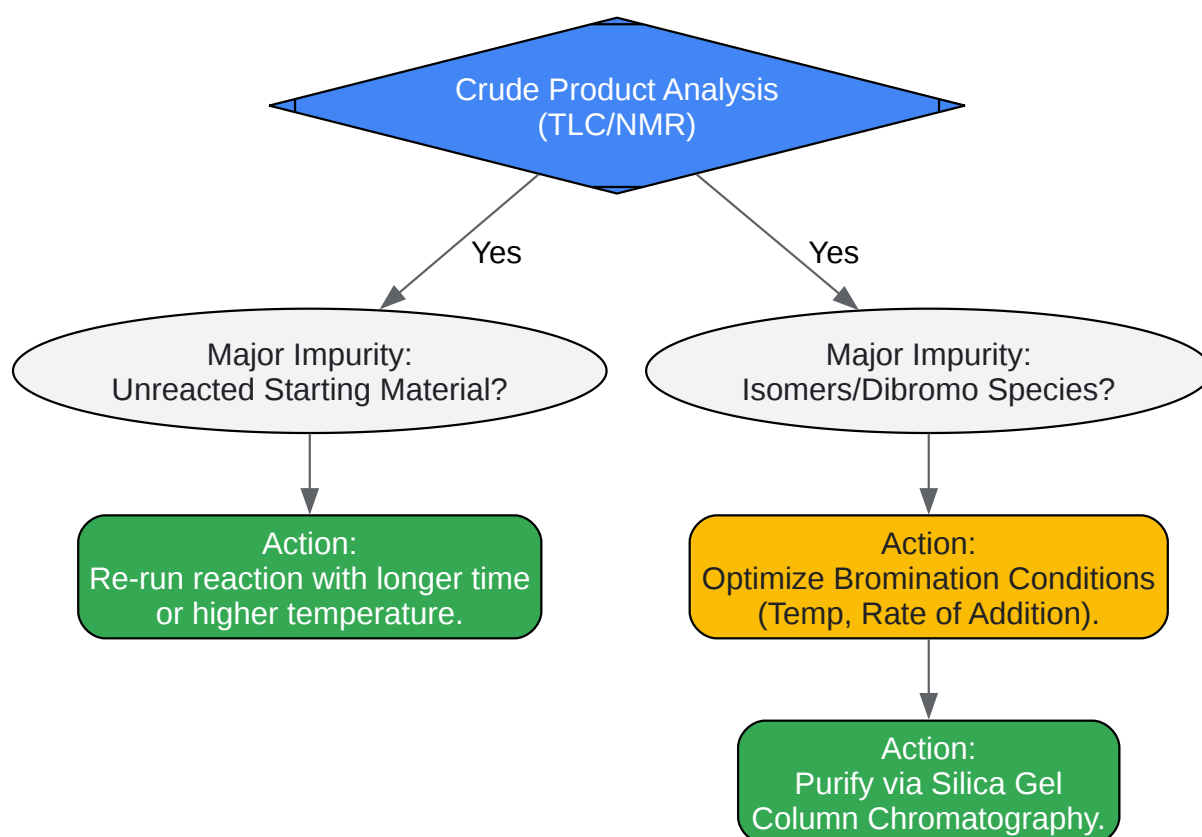 Crude Product Analysis
(TLC/NMR)
Yes
Yes
Major Impurity:
Unreacted Starting Material?
Major Impurity:
Isomers/Dibromo Species?
Action:
Re-run reaction with longer time
or higher temperature.
Action:
Optimize Bromination Conditions
(Temp, Rate of Addition).
Action:
Purify via Silica Gel
Column Chromatography.